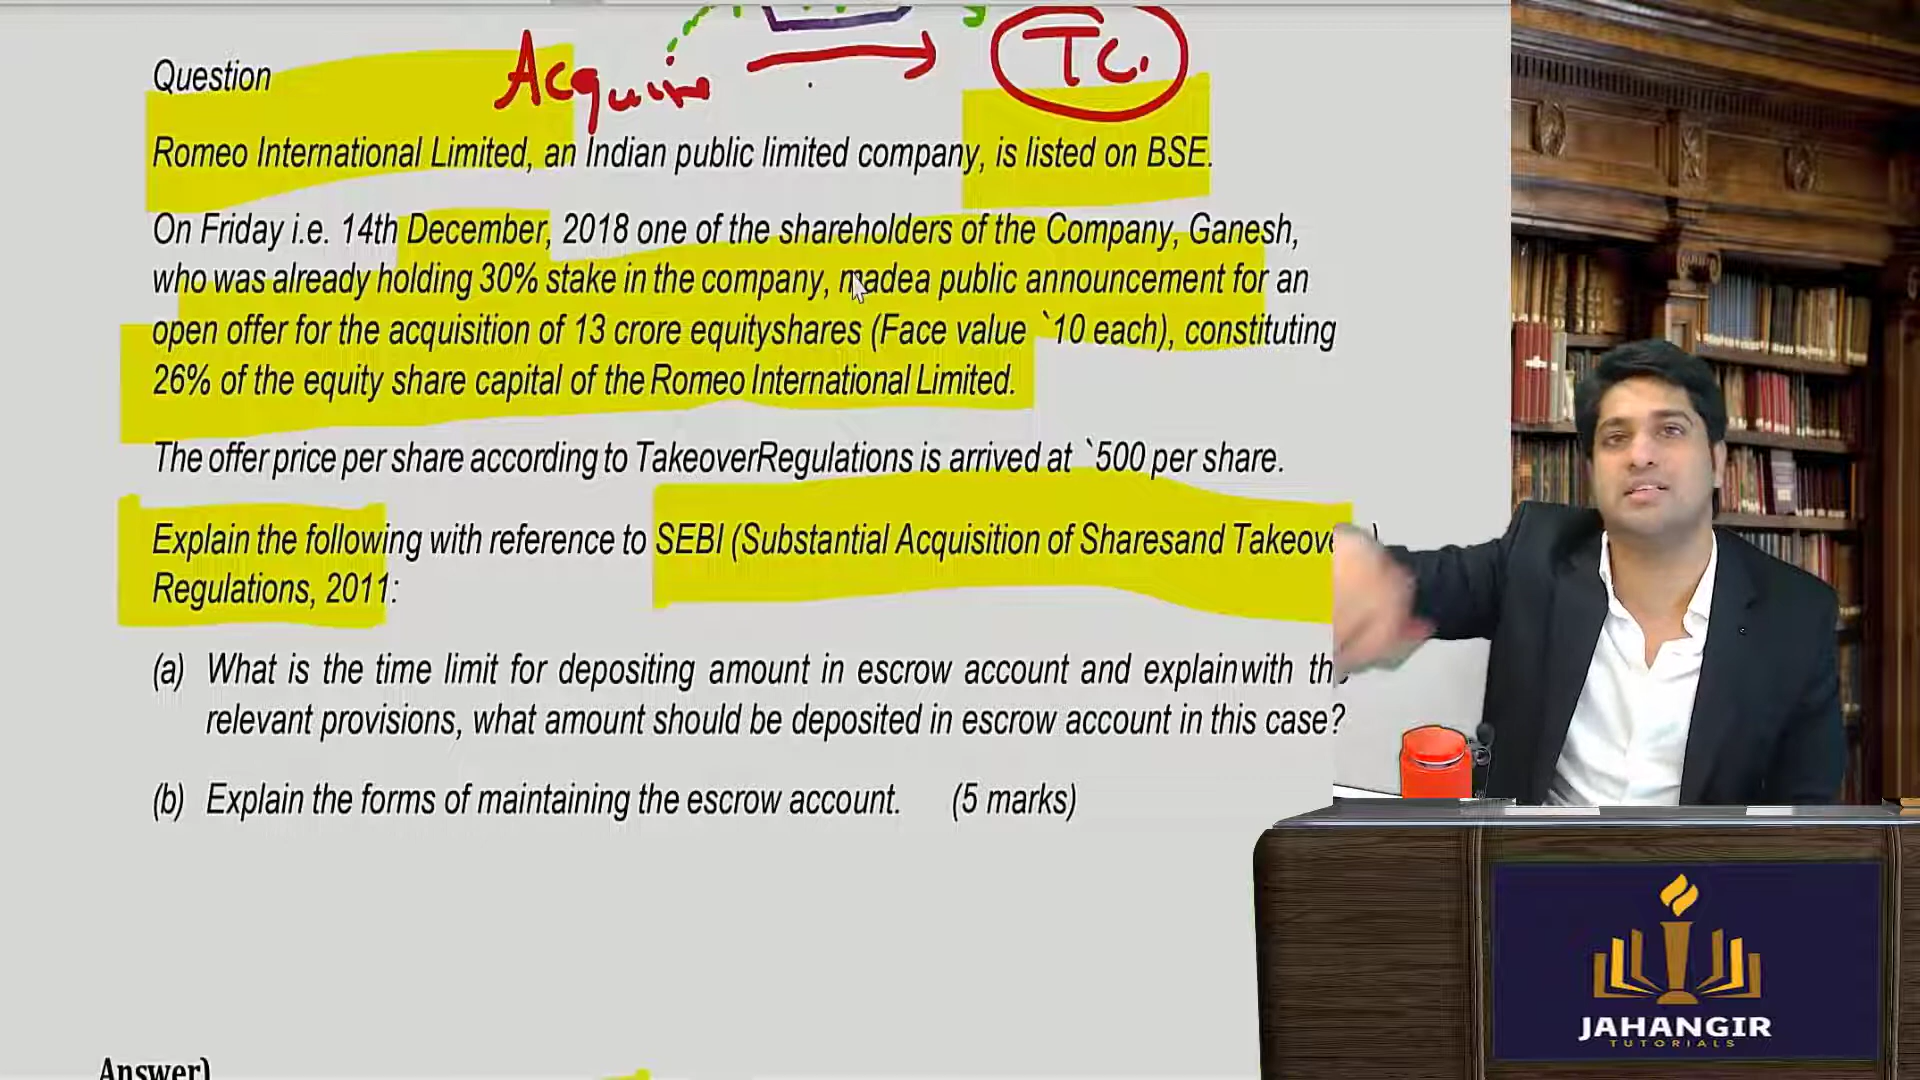 Acquire
TC.
Question
Romeo International Limited, an Indian public limited company, is listed on BSE.
On Friday i.e. 14th December, 2018 one of the shareholders of the Company, Ganesh,
who was already holding 30% stake in the company, madea public announcement for an
open offer for the acquisition of 13 crore equityshares (Face value `10 each), constituting
26% of the equity share capital of the Romeo International Limited.
The offer price per share according to TakeoverRegulations is arrived at `500 per share.
Explain the following with reference to SEBI (Substantial Acquisition of Sharesand Takeove )
Regulations, 2011:
(a) What is the time limit for depositing amount in escrow account and explainwith the
relevant provisions, what amount should be deposited in escrow account in this case?
(b) Explain the forms of maintaining the escrow account. (5 marks)
Answer)
JAHANGIR
TUTORIALS